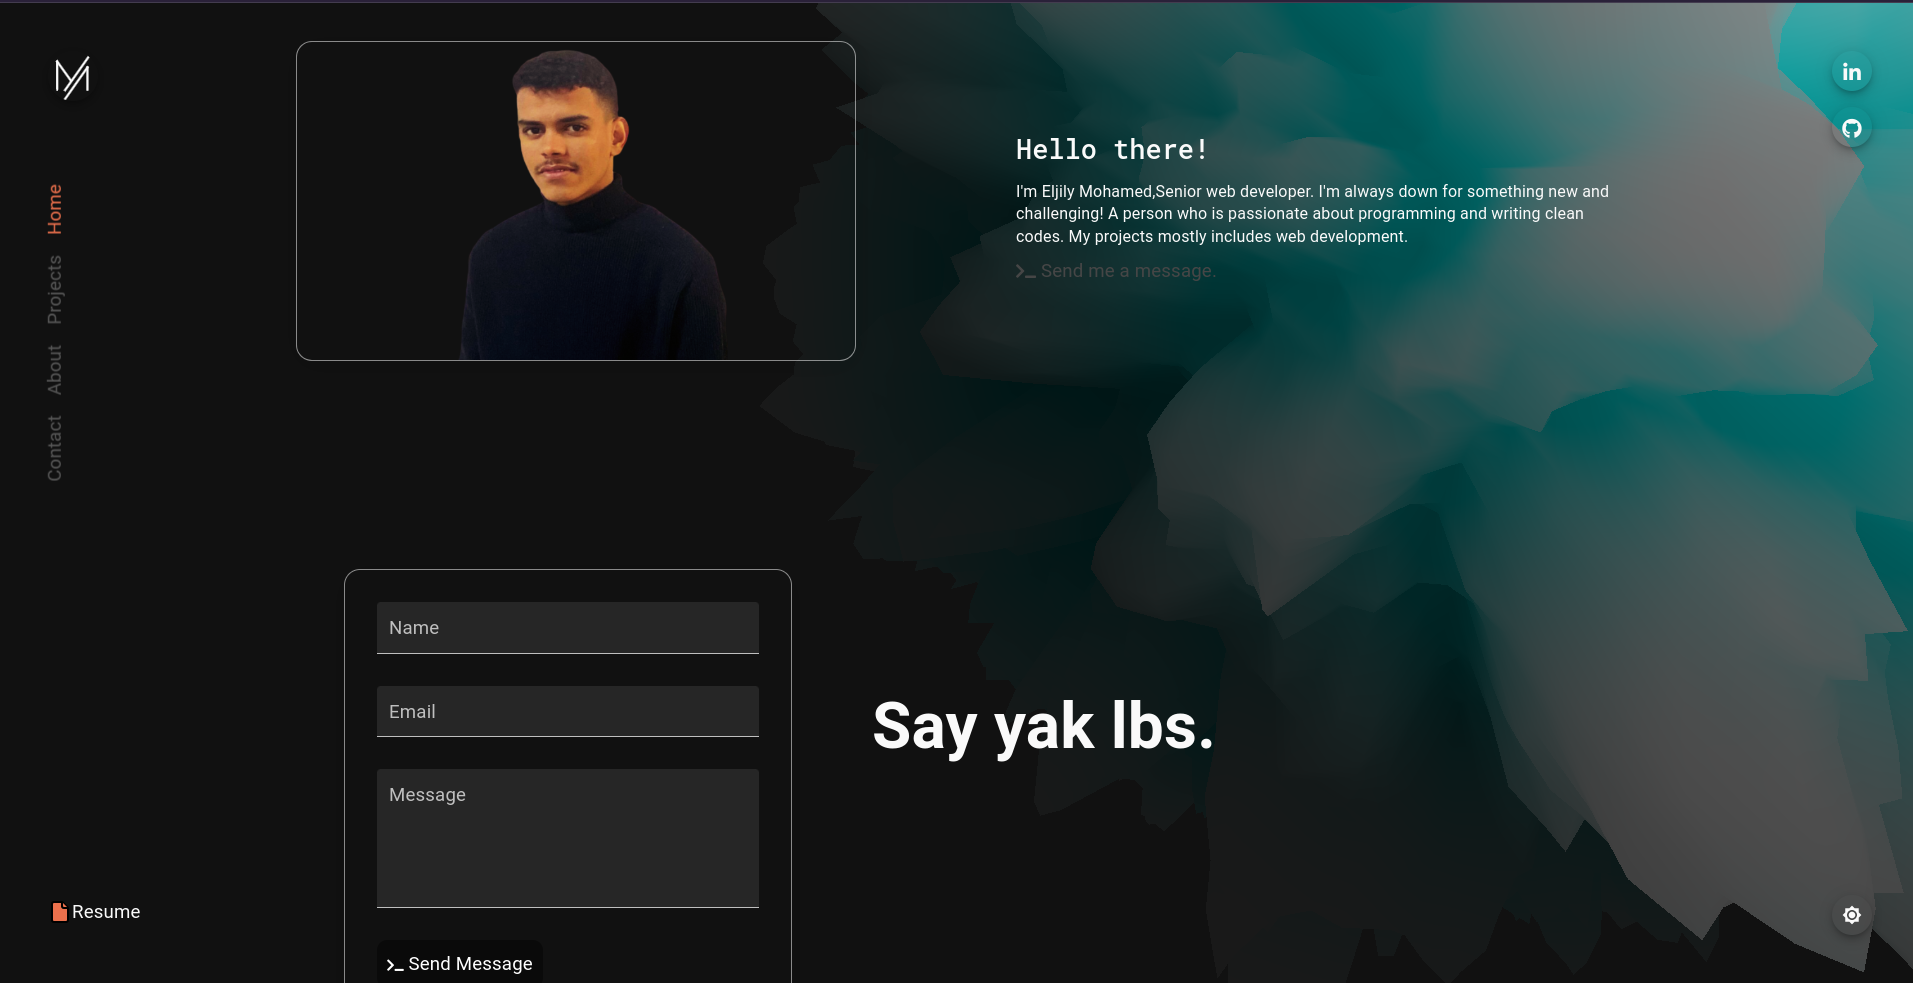 Home
Projects
About
Contact
Resume
Hello there!
I'm Eljily Mohamed,Senior web developer. I'm always down for something new and
challenging! A person who is passionate about programming and writing clean
codes. My projects mostly includes web development.
Send me a message.
Name
Email
Message
Send Message
Say yak lbs.
in